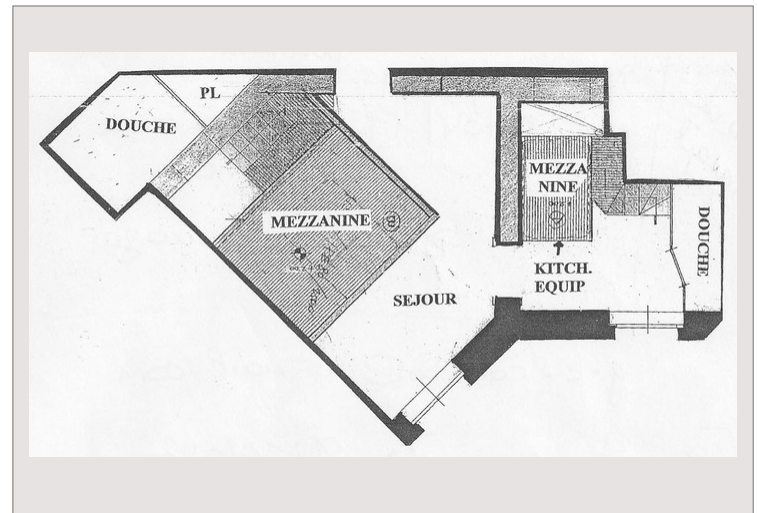 PL
DOUCHE
MEZZANINE
SEJOUR
MEZZA
NINE
KITCH.
EQUIP
DOUCHE